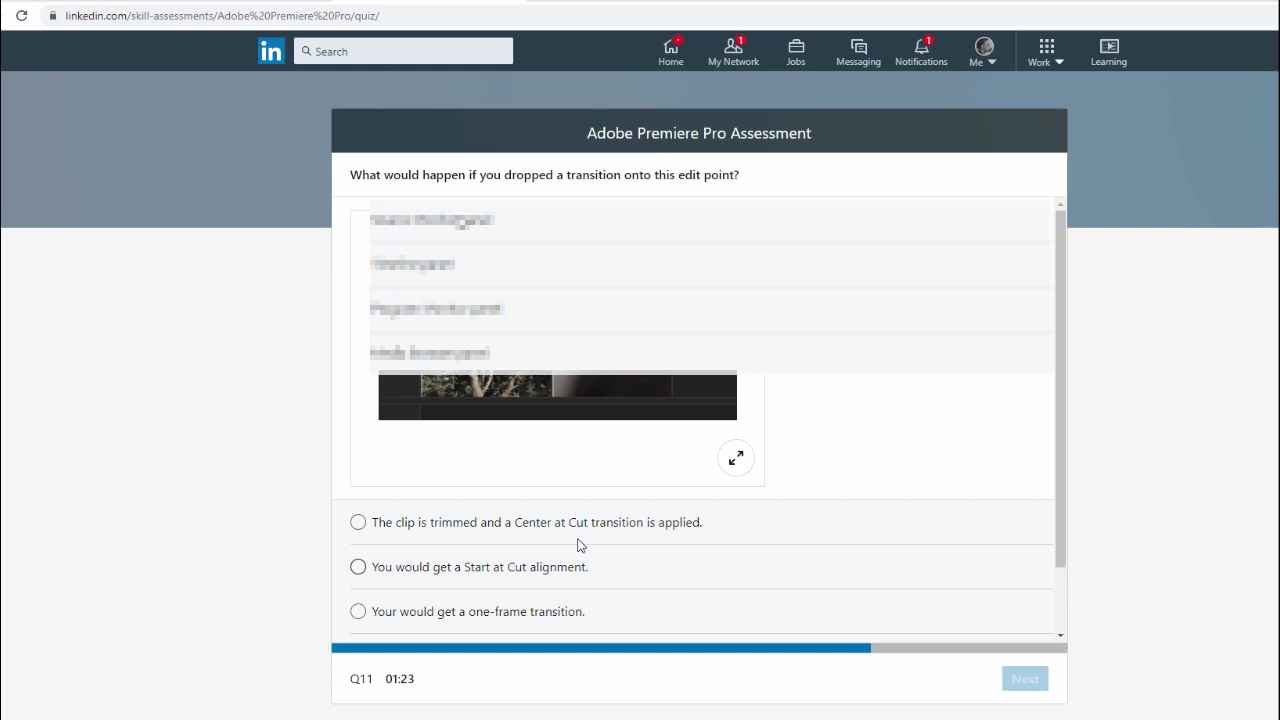 linkedin.com/skill-assessments/Adobe%20Premiere%20Pro/quiz/
in Search Home 1 My Network Jobs Messaging 1 Notifications Me Work Learning
Adobe Premiere Pro Assessment
What would happen if you dropped a transition onto this edit point?
The clip is trimmed and a Center at Cut transition is applied.
You would get a Start at Cut alignment.
Your would get a one-frame transition.
Q11 01:23 Next